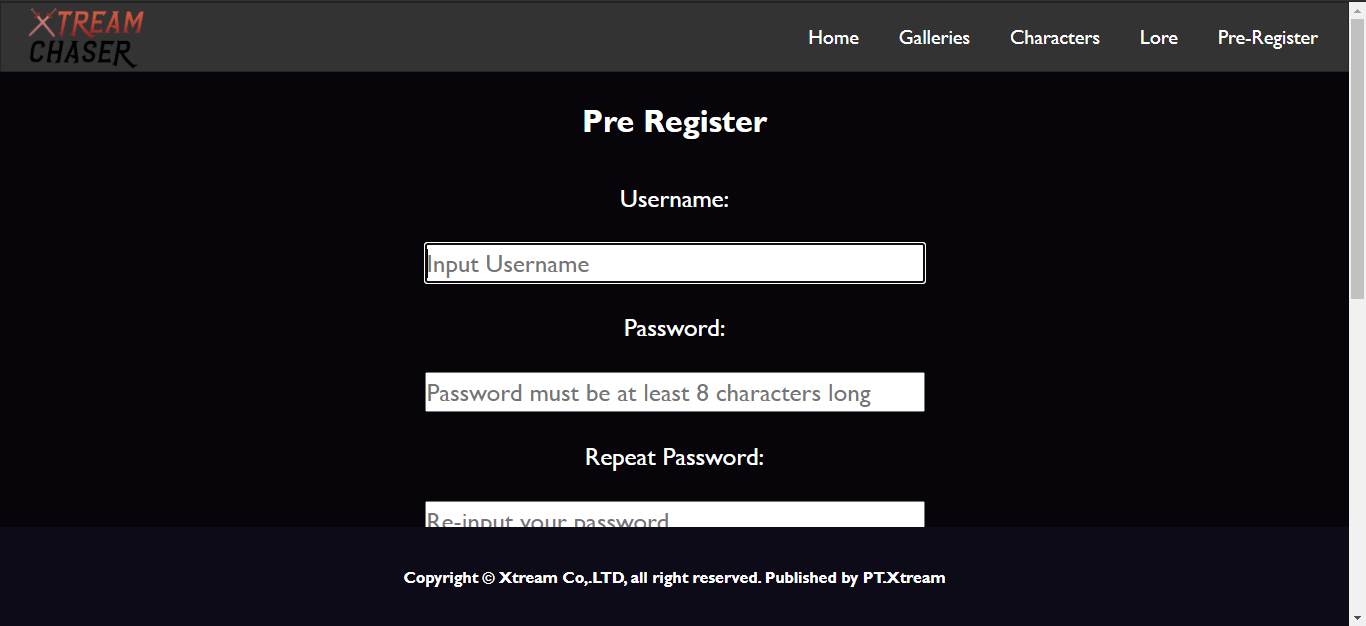 XTREAM
CHASER
Home Galleries Characters Lore Pre-Register
Pre Register
Username:
Input Username
Password:
Password must be at least 8 characters long
Repeat Password:
Re-input your password
Copyright © Xtream Co,.LTD, all right reserved. Published by PT.Xtream